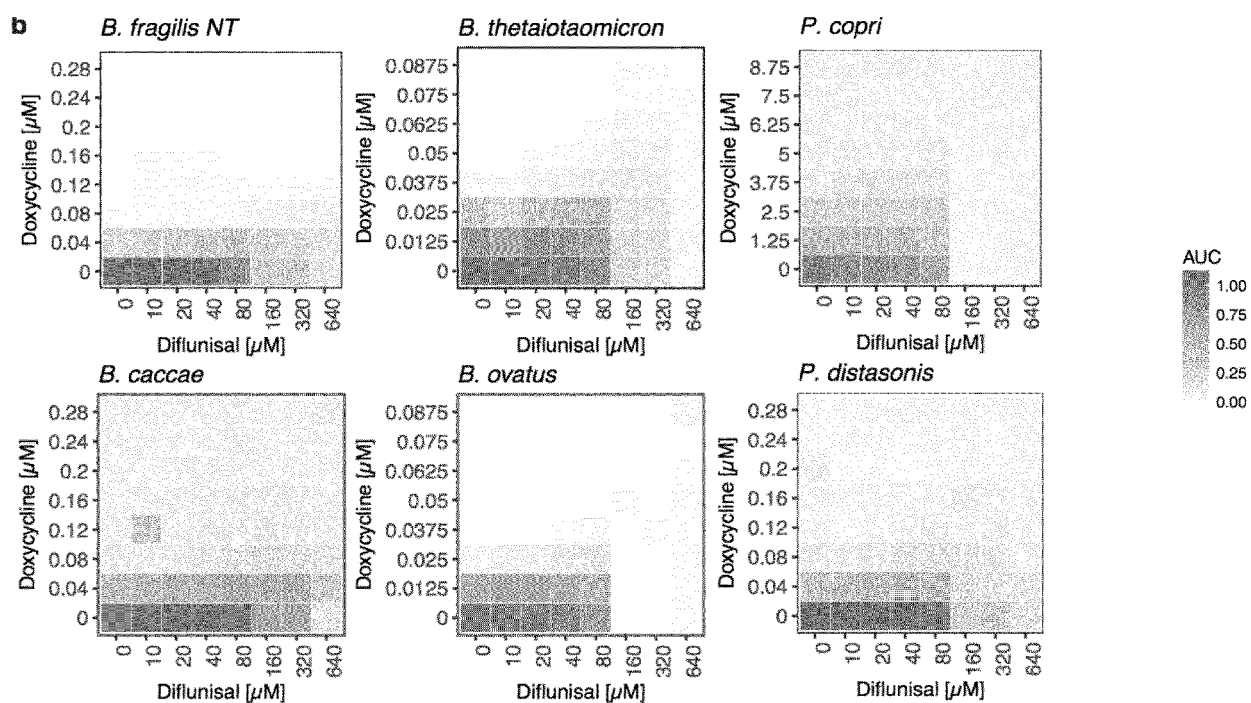 b
B. fragilis NT
Doxycycline [µM]
0.28
0.24
0.2
0.16
0.12
0.08
0.04
0
0 10 20 40 80 160 320 640
Diflunisal [µM]
B. thetaiotaomicron
Doxycycline [µM]
0.0875
0.075
0.0625
0.05
0.0375
0.025
0.0125
0
0 10 20 40 80 160 320 640
Diflunisal [µM]
P. copri
Doxycycline [µM]
8.75
7.5
6.25
5
3.75
2.5
1.25
0
0 10 20 40 80 160 320 640
Diflunisal [µM]
AUC
1.00
0.75
0.50
0.25
0.00
B. caccae
Doxycycline [µM]
0.28
0.24
0.2
0.16
0.12
0.08
0.04
0
0 10 20 40 80 160 320 640
Diflunisal [µM]
B. ovatus
Doxycycline [µM]
0.0875
0.075
0.0625
0.05
0.0375
0.025
0.0125
0
0 10 20 40 80 160 320 640
Diflunisal [µM]
P. distasonis
Doxycycline [µM]
0.28
0.24
0.2
0.16
0.12
0.08
0.04
0
0 10 20 40 80 160 320 640
Diflunisal [µM]